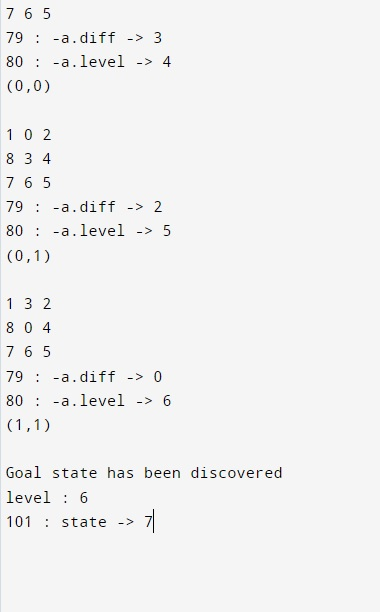 7 6 5
79 : -a.diff -> 3
80 : -a.level -> 4
(0,0)
1 0 2
8 3 4
7 6 5
79 : -a.diff -> 2
80 : -a.level -> 5
(0,1)
1 3 2
8 0 4
7 6 5
79 : -a.diff -> 0
80 : -a.level -> 6
(1,1)
Goal state has been discovered
level : 6
101 : state -> 7